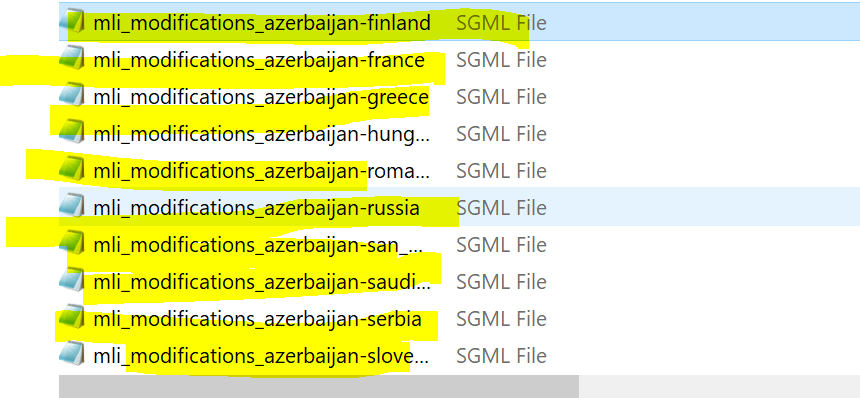 mli_modifications_azerbaijan-finland SGML File
mli_modifications_azerbaijan-france SGML File
mli_modifications_azerbaijan-greece SGML File
mli_modifications_azerbaijan-hung... SGML File
mli_modifications_azerbaijan-roma... SGML File
mli_modifications_azerbaijan-russia SGML File
mli_modifications_azerbaijan-san_... SGML File
mli_modifications_azerbaijan-saudi... SGML File
mli_modifications_azerbaijan-serbia SGML File
mli_modifications_azerbaijan-slove... SGML File